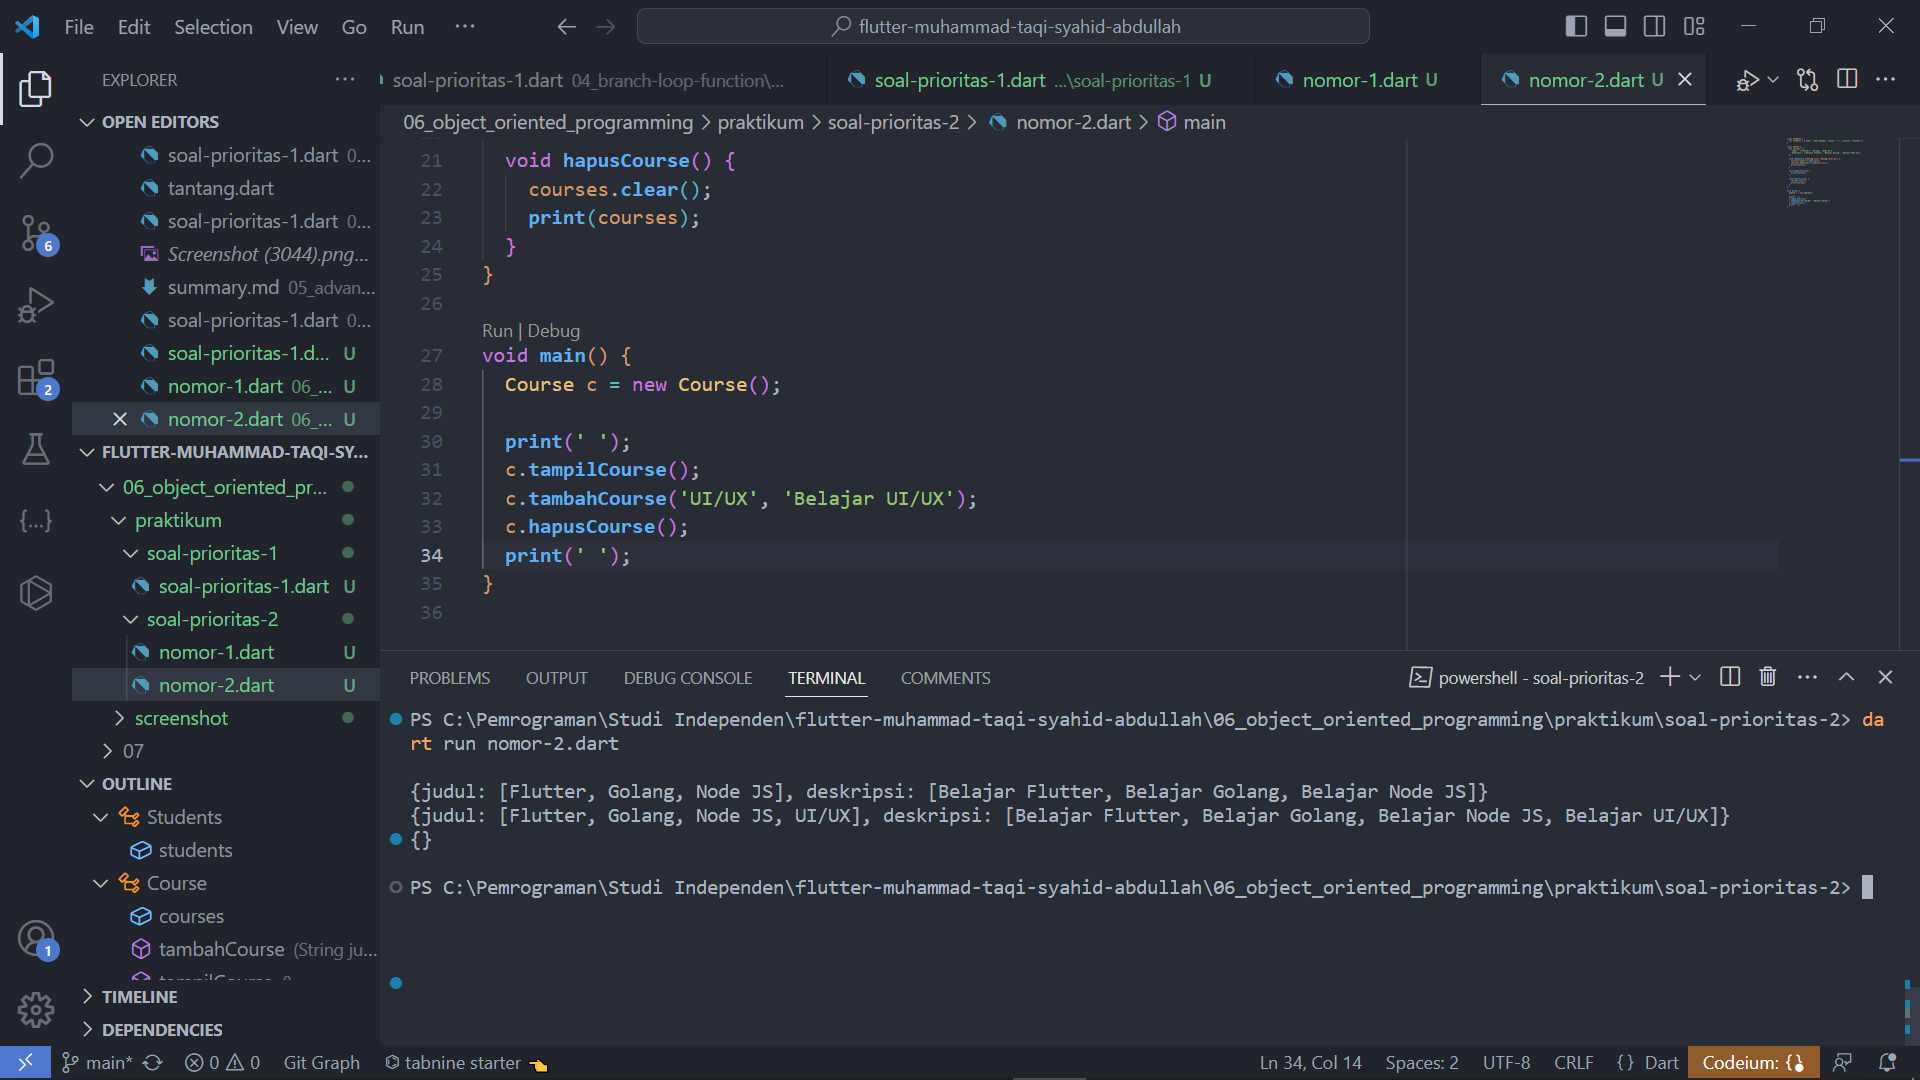 File Edit Selection View Go Run ··· flutter-muhammad-taqi-syahid-abdullah
EXPLORER ···
OPEN EDITORS
soal-prioritas-1.dart 0...
tantang.dart
soal-prioritas-1.dart 0...
Screenshot (3044).png...
summary.md 05_advan...
soal-prioritas-1.dart 0...
soal-prioritas-1.d... U
nomor-1.dart 06_... U
nomor-2.dart 06_... U
FLUTTER-MUHAMMAD-TAQI-SY...
06_object_oriented_pr...
praktikum
soal-prioritas-1
soal-prioritas-1.dart U
soal-prioritas-2
nomor-1.dart U
nomor-2.dart U
screenshot
07
OUTLINE
Students
students
Course
courses
tambahCourse (String ju...
TIMELINE
DEPENDENCIES
6
2
1
soal-prioritas-1.dart 04_branch-loop-function\... soal-prioritas-1.dart ...\soal-prioritas-1 U nomor-1.dart U nomor-2.dart U
06_object_oriented_programming > praktikum > soal-prioritas-2 > nomor-2.dart > main
21 void hapusCourse() {
22 courses.clear();
23 print(courses);
24 }
25 }
26
Run | Debug
27 void main() {
28 Course c = new Course();
29
30 print(' ');
31 c.tampilCourse();
32 c.tambahCourse('UI/UX', 'Belajar UI/UX');
33 c.hapusCourse();
34 print(' ');
35 }
36
PROBLEMS OUTPUT DEBUG CONSOLE TERMINAL COMMENTS powershell - soal-prioritas-2
PS C:\Pemrograman\Studi Independen\flutter-muhammad-taqi-syahid-abdullah\06_object_oriented_programming\praktikum\soal-prioritas-2> da
rt run nomor-2.dart
{judul: [Flutter, Golang, Node JS], deskripsi: [Belajar Flutter, Belajar Golang, Belajar Node JS]}
{judul: [Flutter, Golang, Node JS, UI/UX], deskripsi: [Belajar Flutter, Belajar Golang, Belajar Node JS, Belajar UI/UX]}
{}
PS C:\Pemrograman\Studi Independen\flutter-muhammad-taqi-syahid-abdullah\06_object_oriented_programming\praktikum\soal-prioritas-2>
main* 0 0 Git Graph tabnine starter Ln 34, Col 14 Spaces: 2 UTF-8 CRLF {} Dart Codeium: {}